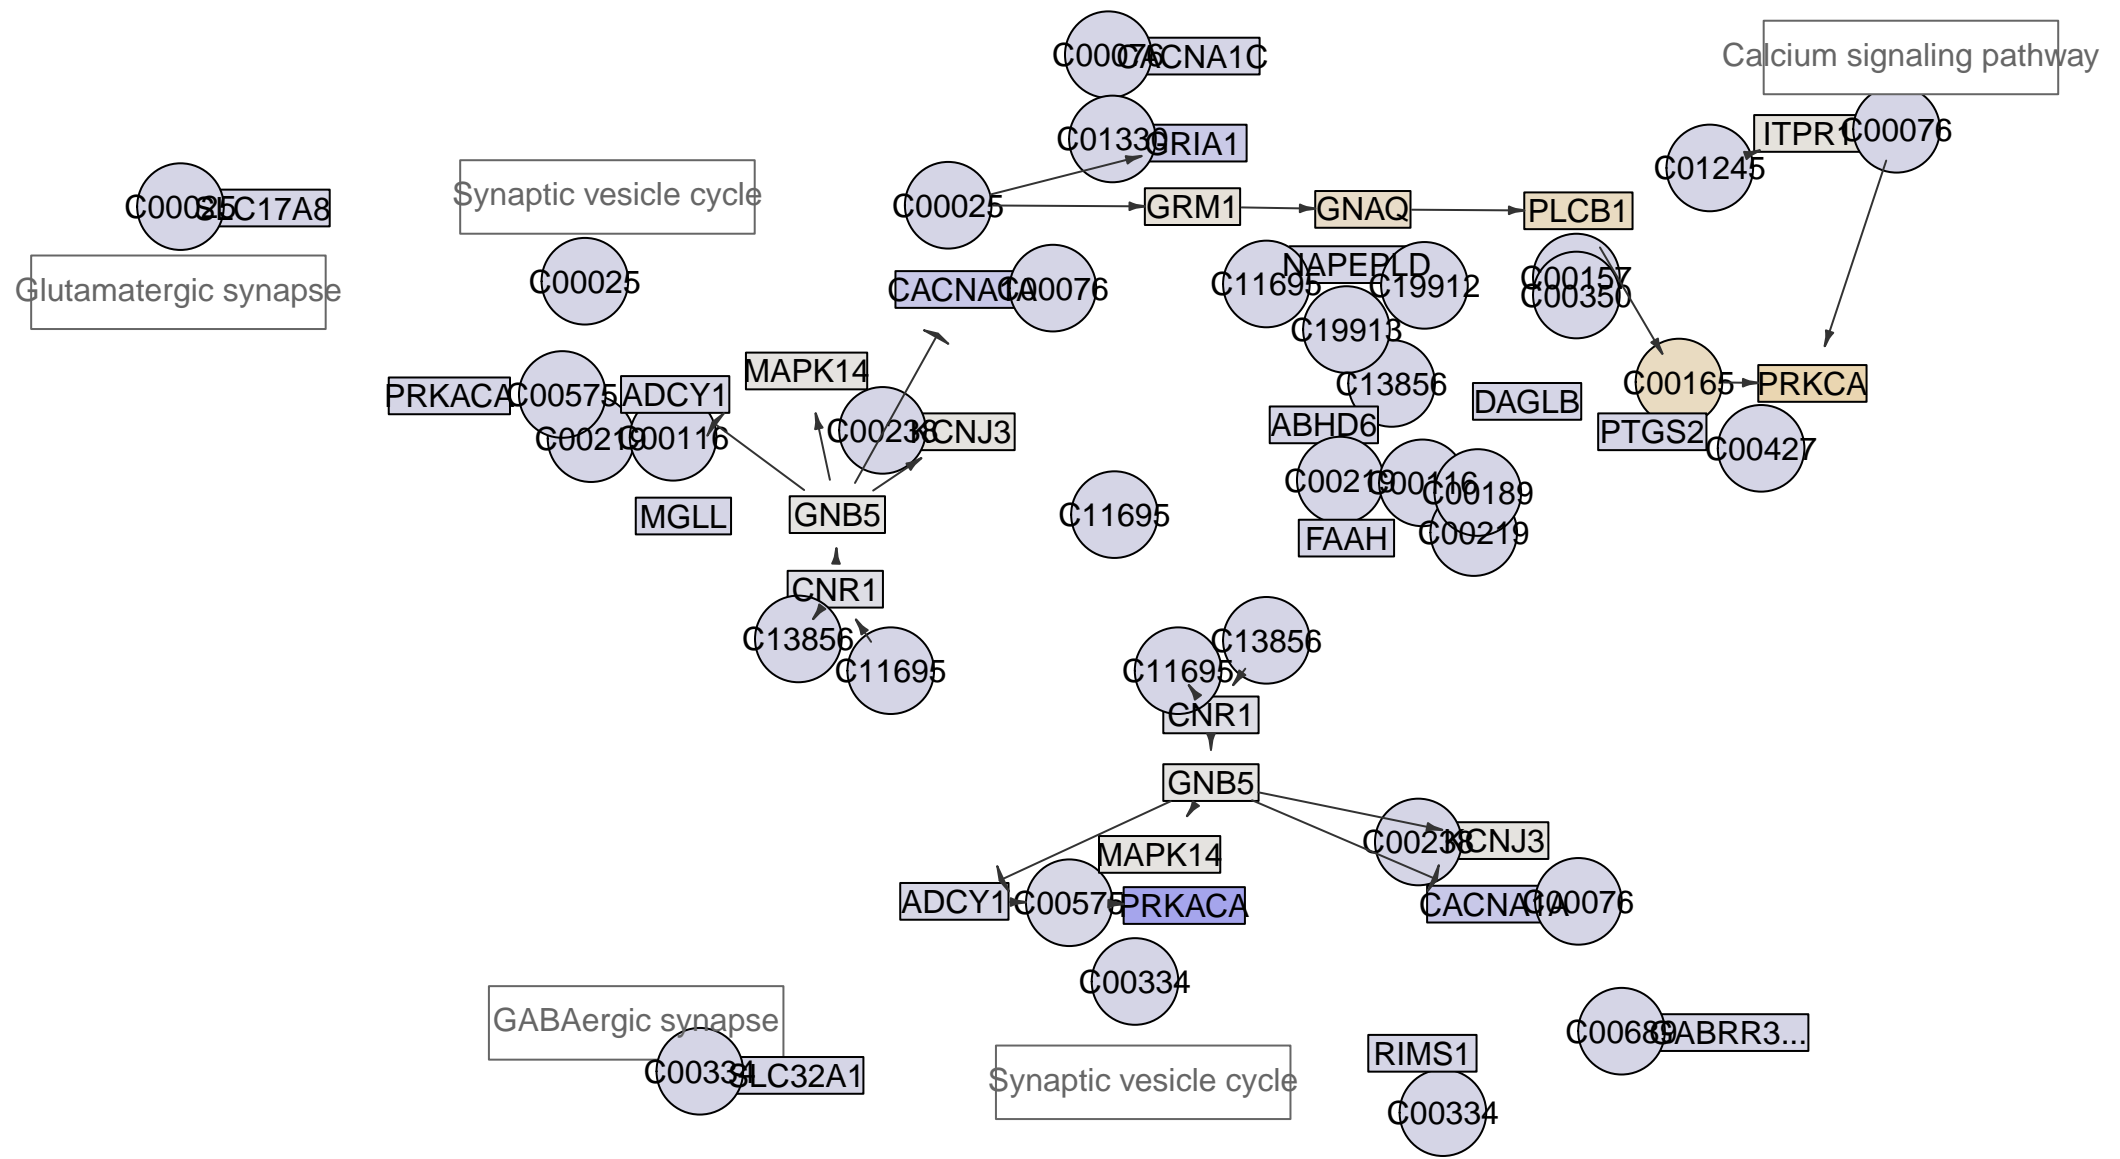 C00076
CACNA1C
Calcium signaling pathway
C01330
GRIA1
ITPR1
C00076
C01245
C00025
SLC17A8
Synaptic vesicle cycle
C00025
GRM1
GNAQ
PLCB1
Glutamatergic synapse
C00025
CACNA1A
C00076
C11695
NAPEPLD
C19912
C00157
C00350
C19913
MAPK14
C13856
C00165
PRKCA
PRKACA
C00575
ADCY1
DAGLB
C00219
C00116
C00238
KCNJ3
ABHD6
PTGS2
C00427
MGLL
GNB5
C11695
C00219
C00116
C00189
FAAH
C00219
CNR1
C13856
C11695
C13856
C11695
CNR1
GNB5
MAPK14
C00238
KCNJ3
ADCY1
C00575
PRKACA
CACNA1A
C00076
C00334
GABAergic synapse
C00334
SLC32A1
Synaptic vesicle cycle
RIMS1
C00334
C00689
GABRR3...